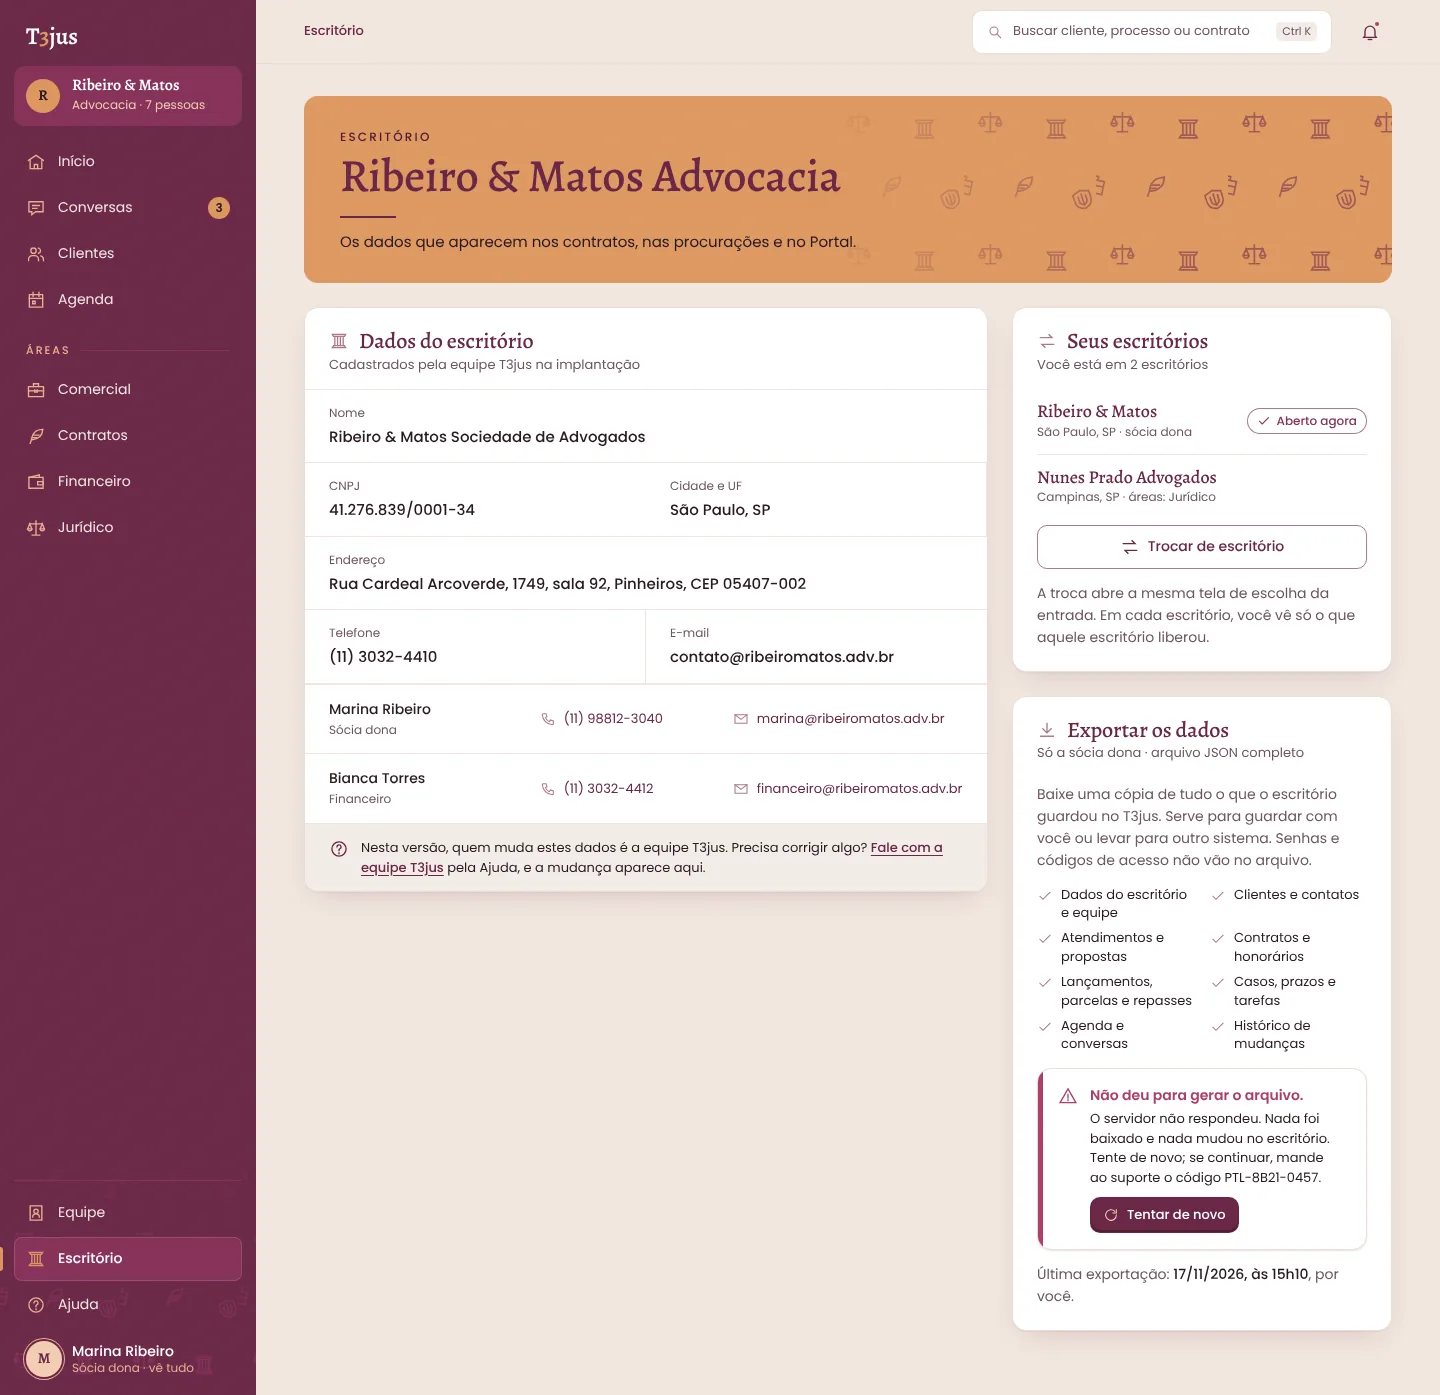 T3jus
R
Ribeiro & Matos
Advocacia · 7 pessoas
Início
Conversas
3
Clientes
Agenda
ÁREAS
Comercial
Contratos
Financeiro
Jurídico
Equipe
Escritório
Ajuda
M
Marina Ribeiro
Sócia dona · vê tudo
Escritório
Buscar cliente, processo ou contrato
Ctrl K
ESCRITÓRIO
Ribeiro & Matos Advocacia
Os dados que aparecem nos contratos, nas procurações e no Portal.
Dados do escritório
Cadastrados pela equipe T3jus na implantação
Nome
Ribeiro & Matos Sociedade de Advogados
CNPJ
41.276.839/0001-34
Cidade e UF
São Paulo, SP
Endereço
Rua Cardeal Arcoverde, 1749, sala 92, Pinheiros, CEP 05407-002
Telefone
(11) 3032-4410
E-mail
contato@ribeiromatos.adv.br
Marina Ribeiro
Sócia dona
(11) 98812-3040
marina@ribeiromatos.adv.br
Bianca Torres
Financeiro
(11) 3032-4412
financeiro@ribeiromatos.adv.br
Nesta versão, quem muda estes dados é a equipe T3jus. Precisa corrigir algo? Fale com a
equipe T3jus pela Ajuda, e a mudança aparece aqui.
Seus escritórios
Você está em 2 escritórios
Ribeiro & Matos
São Paulo, SP · sócia dona
Aberto agora
Nunes Prado Advogados
Campinas, SP · áreas: Jurídico
Trocar de escritório
A troca abre a mesma tela de escolha da
entrada. Em cada escritório, você vê só o que
aquele escritório liberou.
Exportar os dados
Só a sócia dona · arquivo JSON completo
Baixe uma cópia de tudo o que o escritório
guardou no T3jus. Serve para guardar com
você ou levar para outro sistema. Senhas e
códigos de acesso não vão no arquivo.
Dados do escritório
e equipe
Clientes e contatos
Atendimentos e
propostas
Contratos e
honorários
Lançamentos,
parcelas e repasses
Casos, prazos e
tarefas
Agenda e
conversas
Histórico de
mudanças
Não deu para gerar o arquivo.
O servidor não respondeu. Nada foi
baixado e nada mudou no escritório.
Tente de novo; se continuar, mande
ao suporte o código PTL-8B21-0457.
Tentar de novo
Última exportação: 17/11/2026, às 15h10, por
você.